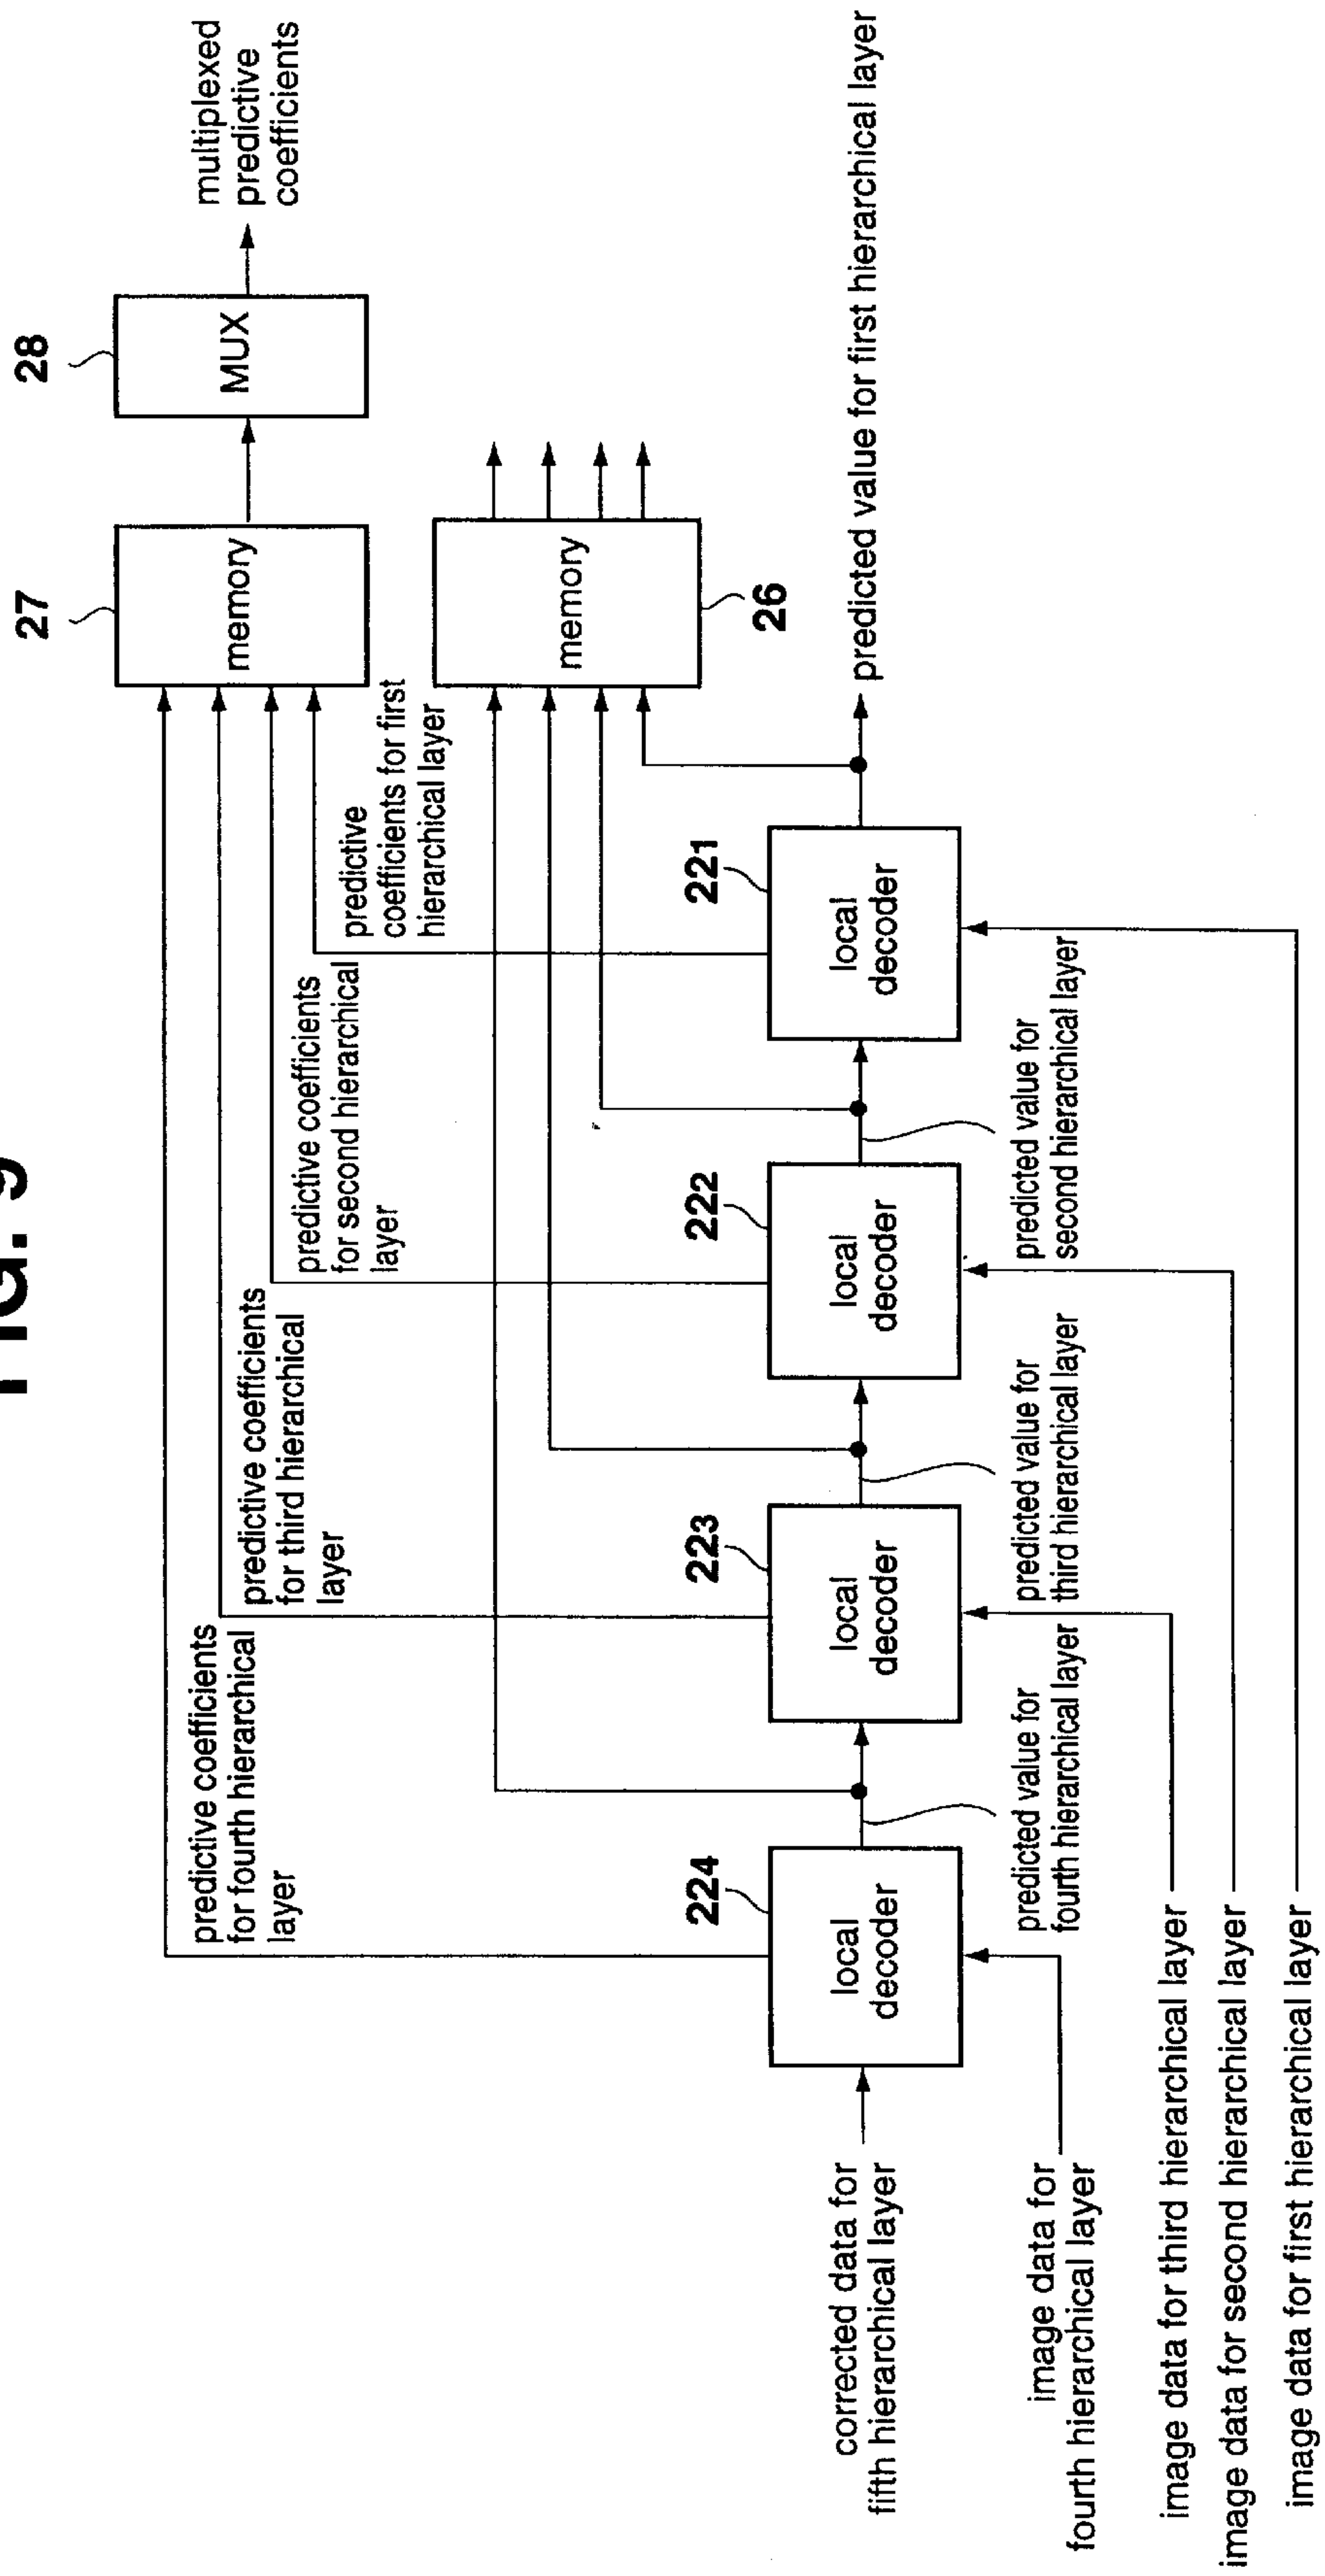 FIG. 9
28
MUX
multiplexed
predictive
coefficients
27
memory
26
memory
predictive coefficients
for fourth hierarchical
layer
predictive coefficients
for third hierarchical
layer
predictive coefficients
for second hierarchical
layer
predictive
coefficients for first
hierarchical layer
224
local
decoder
223
local
decoder
222
local
decoder
221
local
decoder
predicted value for first hierarchical layer
corrected data for
fifth hierarchical layer
predicted value for
fourth hierarchical layer
predicted value for
third hierarchical layer
predicted value for
second hierarchical layer
image data for
fourth hierarchical layer
image data for third hierarchical layer
image data for second hierarchical layer
image data for first hierarchical layer